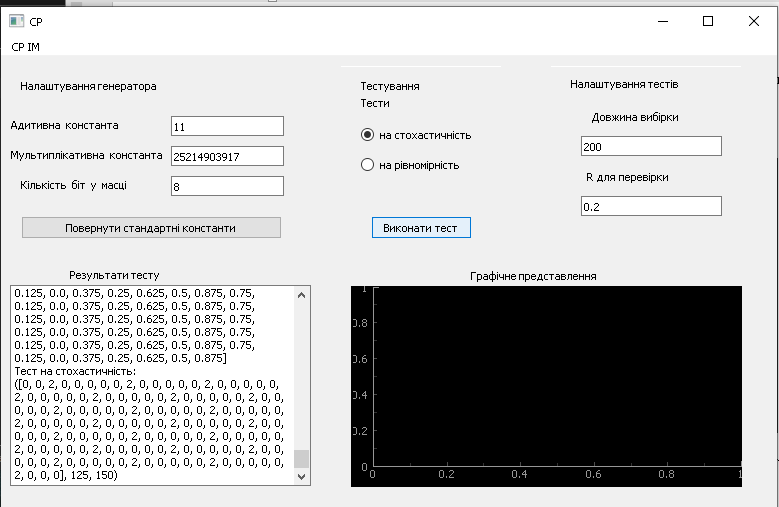 CP
CP IM
Налаштування генератора
Адитивна константа
11
Мультиплікативна константа
25214903917
Кількість біт у масці
8
Повернути стандартні константи
Тестування
Тести
на стохастичність
на рівномірність
Виконати тест
Налаштування тестів
Довжина вибірки
200
R для перевірки
0.2
Результати тесту
0.125, 0.0, 0.375, 0.25, 0.625, 0.5, 0.875, 0.75,
0.125, 0.0, 0.375, 0.25, 0.625, 0.5, 0.875, 0.75,
0.125, 0.0, 0.375, 0.25, 0.625, 0.5, 0.875, 0.75,
0.125, 0.0, 0.375, 0.25, 0.625, 0.5, 0.875, 0.75,
0.125, 0.0, 0.375, 0.25, 0.625, 0.5, 0.875, 0.75,
0.125, 0.0, 0.375, 0.25, 0.625, 0.5, 0.875]
Тест на стохастичність:
([0, 0, 2, 0, 0, 0, 0, 0, 2, 0, 0, 0, 0, 0, 2, 0, 0, 0, 0, 0,
2, 0, 0, 0, 0, 0, 2, 0, 0, 0, 0, 0, 2, 0, 0, 0, 0, 0, 2, 0, 0,
0, 0, 0, 2, 0, 0, 0, 0, 0, 2, 0, 0, 0, 0, 0, 2, 0, 0, 0, 0, 0,
2, 0, 0, 0, 0, 0, 2, 0, 0, 0, 0, 0, 2, 0, 0, 0, 0, 0, 2, 0, 0,
0, 0, 0, 2, 0, 0, 0, 0, 0, 2, 0, 0, 0, 0, 0, 2, 0, 0, 0, 0, 0,
2, 0, 0, 0, 0, 0, 2, 0, 0, 0, 0, 0, 2, 0, 0, 0, 0, 0, 2, 0, 0,
0, 0, 0, 2, 0, 0, 0, 0, 0, 2, 0, 0, 0, 0, 0, 2, 0, 0, 0, 0, 0,
2, 0, 0, 0], 125, 150)
Графічне представлення
1
0.8
0.6
0.4
0.2
0
0
0.2
0.4
0.6
0.8
1